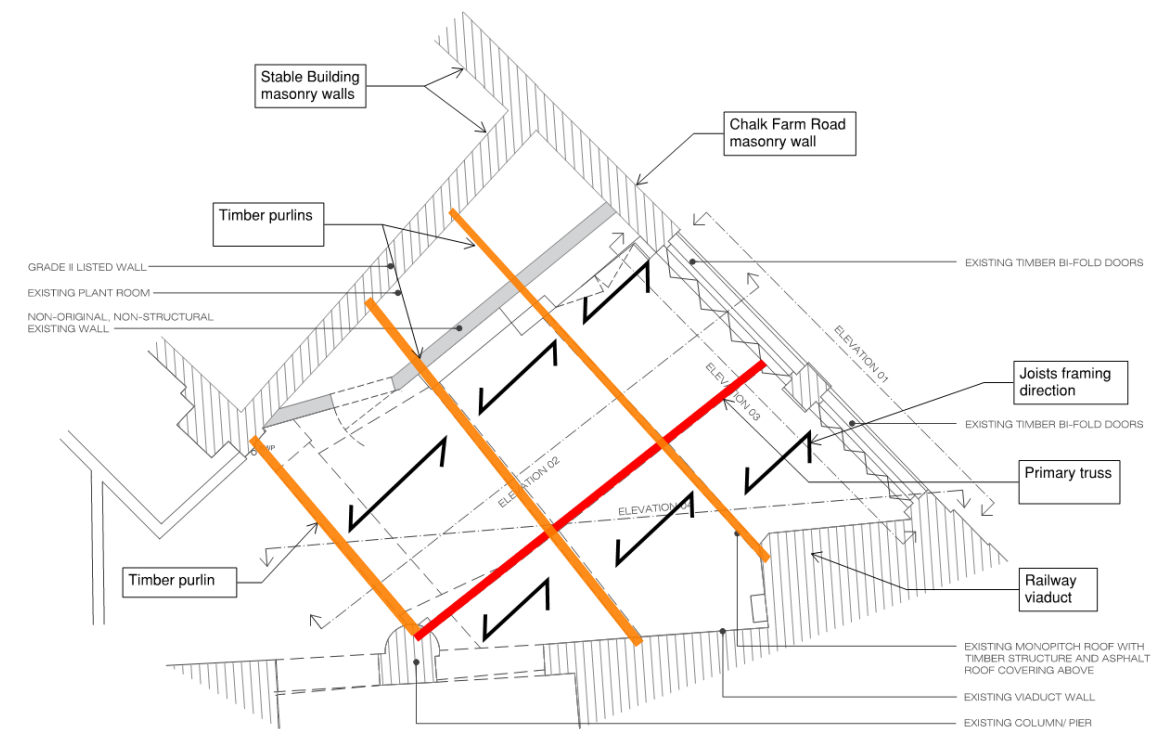 Stable Building
masonry walls
Chalk Farm Road
masonry wall
Timber purlins
GRADE II LISTED WALL
EXISTING PLANT ROOM
NON-ORIGINAL, NON-STRUCTURAL
EXISTING WALL
EXISTING TIMBER BI-FOLD DOORS
ELEVATION 01
ELEVATION 03
Joists framing
direction
EXISTING TIMBER BI-FOLD DOORS
ELEVATION 02
Primary truss
ELEVATION
Timber purlin
Railway
viaduct
EXISTING MONOPITCH ROOF WITH
TIMBER STRUCTURE AND ASPHALT
ROOF COVERING ABOVE
EXISTING VIADUCT WALL
EXISTING COLUMN/ PIER